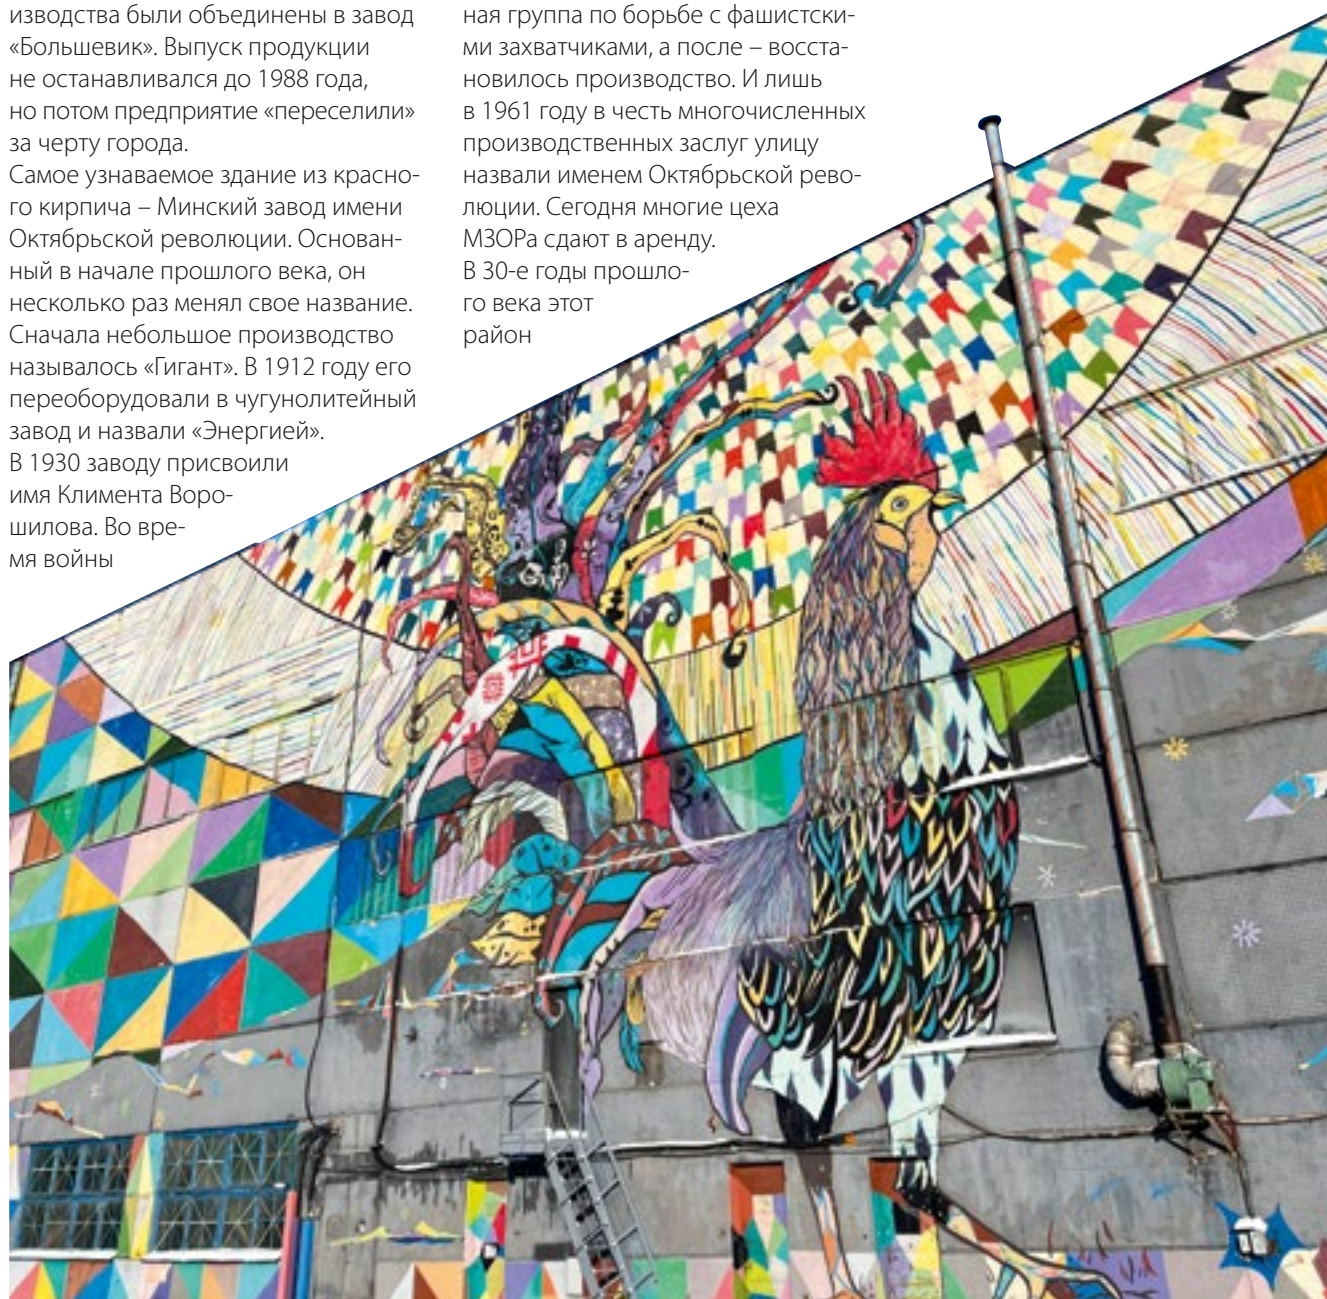 изводства были объединены в завод
«Большевик». Выпуск продукции
не останавливался до 1988 года,
но потом предприятие «переселили»
за черту города.
Самое узнаваемое здание из красно-
го кирпича – Минский завод имени
Октябрьской революции. Основан-
ный в начале прошлого века, он
несколько раз менял свое название.
Сначала небольшое производство
называлось «Гигант». В 1912 году его
переоборудовали в чугунолитейный
завод и назвали «Энергией».
В 1930 заводу присвоили
имя Климента Воро-
шилова. Во вре-
мя войны
ная группа по борьбе с фашистски-
ми захватчиками, а после – восста-
новилось производство. И лишь
в 1961 году в честь многочисленных
производственных заслуг улицу
назвали именем Октябрьской рево-
люции. Сегодня многие цеха
МЗОРа сдают в аренду.
В 30-е годы прошло-
го века этот
район